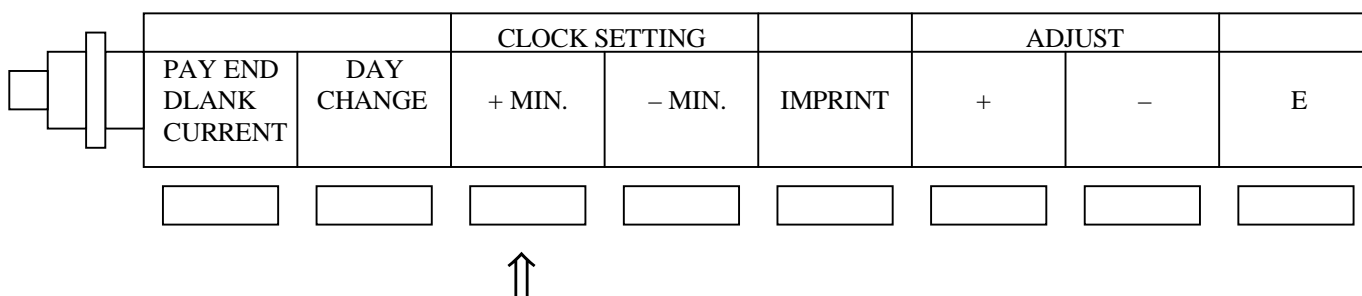 CLOCK SETTING ADJUST
PAY END DLANK CURRENT
DAY CHANGE
+ MIN.
– MIN.
IMPRINT
+
–
E